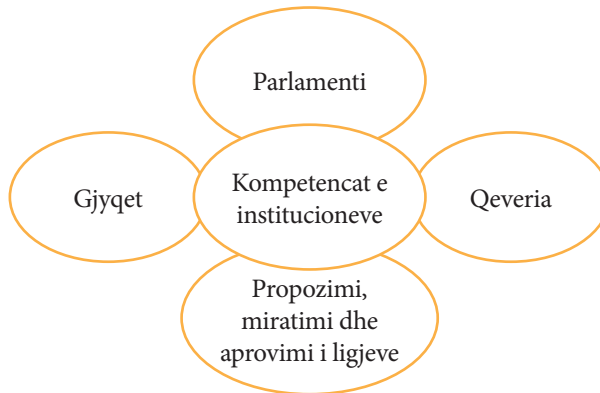 Parlamenti
Gjyqet
Kompetencat e
institucioneve
Qeveria
Propozimi,
miratimi dhe
aprovimi i ligjeve